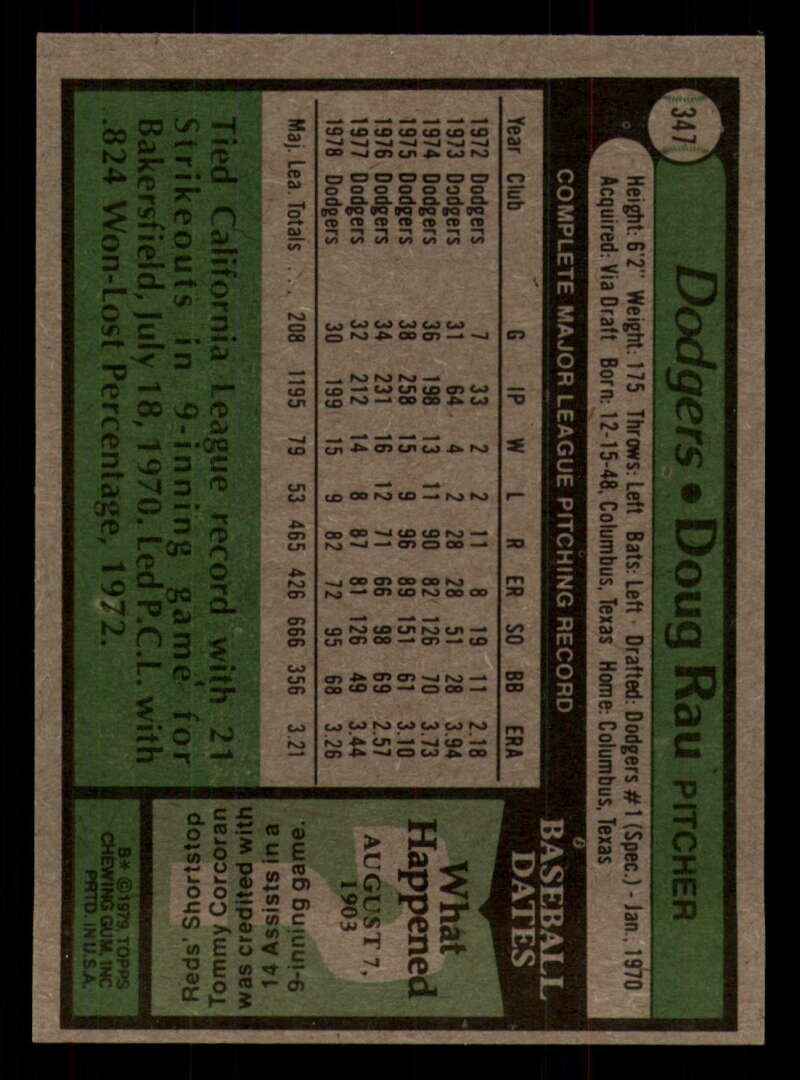 347
Dodgers • Doug Rau PITCHER
Height: 6'2" Weight: 175 Throws: Left Bats: Left Drafted: Dodgers #1 (Spec.) - Jan., 1970
Acquired: Via Draft Born: 12-15-48, Columbus, Texas Home: Columbus, Texas
COMPLETE MAJOR LEAGUE PITCHING RECORD
Year Club G IP W L R ER SO BB ERA
1972 Dodgers 7 33 2 2 11 8 19 11 2.18
1973 Dodgers 31 64 4 2 28 28 51 28 3.94
1974 Dodgers 36 198 13 11 90 82 126 70 3.73
1975 Dodgers 38 258 15 9 96 89 151 61 3.10
1976 Dodgers 34 231 16 12 71 66 98 69 2.57
1977 Dodgers 32 212 14 8 87 81 126 49 3.44
1978 Dodgers 30 199 15 9 82 72 95 68 3.26
Maj. Lea Totals ... 208 1195 79 53 465 426 666 356 3.21
Tied California League record with 21
Strikeouts in 9-inning game for
Bakersfield, July 18, 1970. Led P.C.L. with
.824 Won-Lost Percentage, 1972.
BASEBALL
DATES
What
Happened
AUGUST 7,
1903
Reds' Shortstop
Tommy Corcoran
was credited with
14 Assists in a
9-inning game.
B* © 1979 TOPPS
CHEWING GUM, INC
PRTD. IN U.S.A.